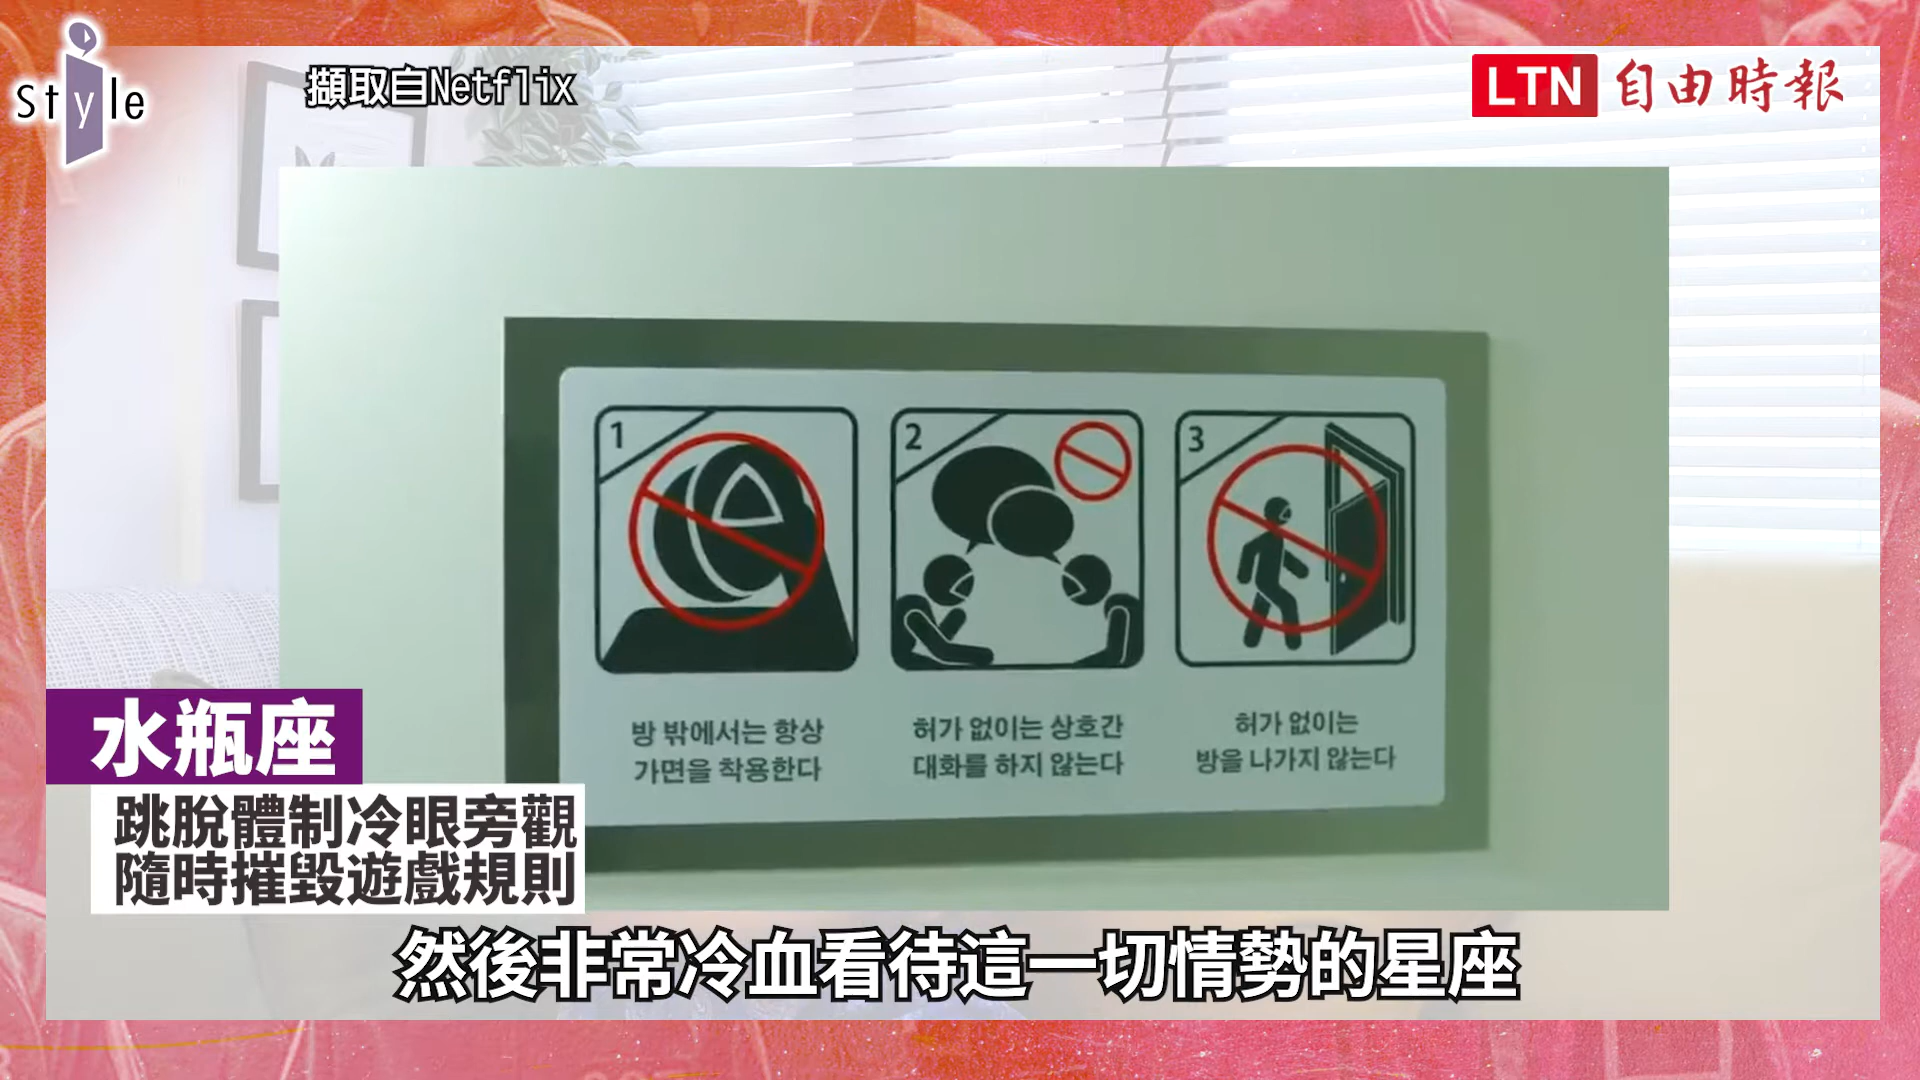 Style
擷取自Netflix
LTN 自由時報
1
2
3
방 밖에서는 항상
가면을 착용한다
허가 없이는 상호간
대화를 하지 않는다
허가 없이는
방을 나가지 않는다
水瓶座
跳脫體制冷眼旁觀
隨時摧毀遊戲規則
然後非常冷血看待這一切情勢的星座